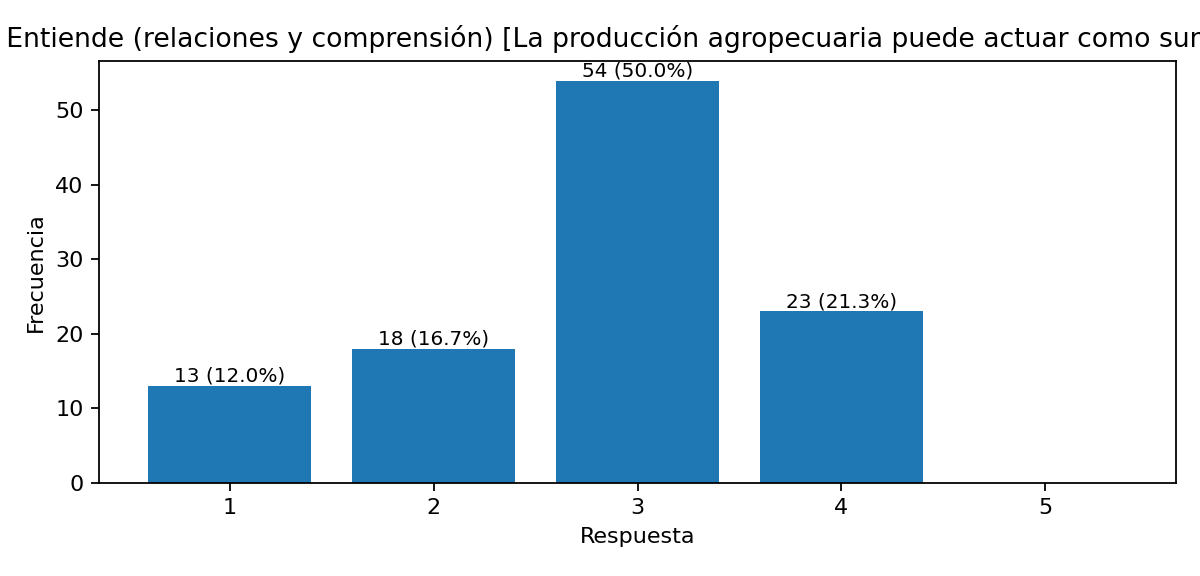 Entiende (relaciones y comprensión) [La producción agropecuaria puede actuar como sur
54 (50.0%)
50
40
30
23 (21.3%)
20
18 (16.7%)
13 (12.0%)
10
0
Frecuencia
1 2 3 4 5
Respuesta